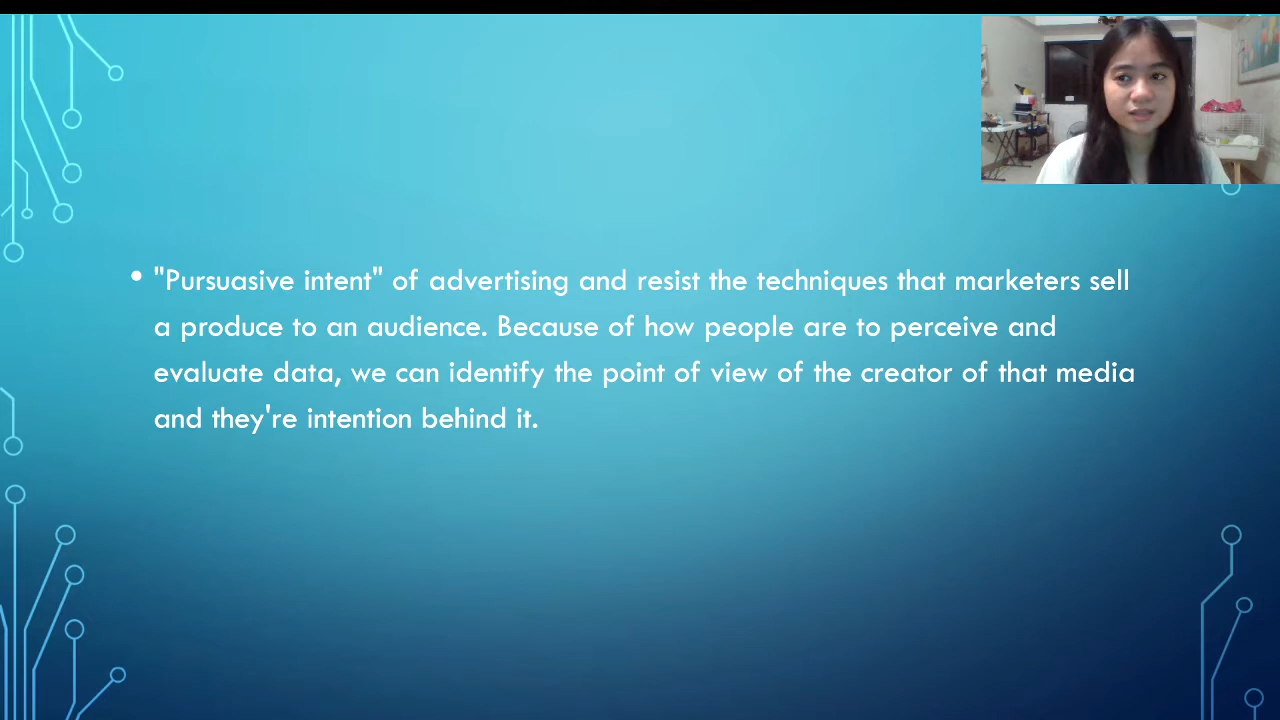 • "Pursuasive intent" of advertising and resist the techniques that marketers sell
a produce to an audience. Because of how people are to perceive and
evaluate data, we can identify the point of view of the creator of that media
and they're intention behind it.